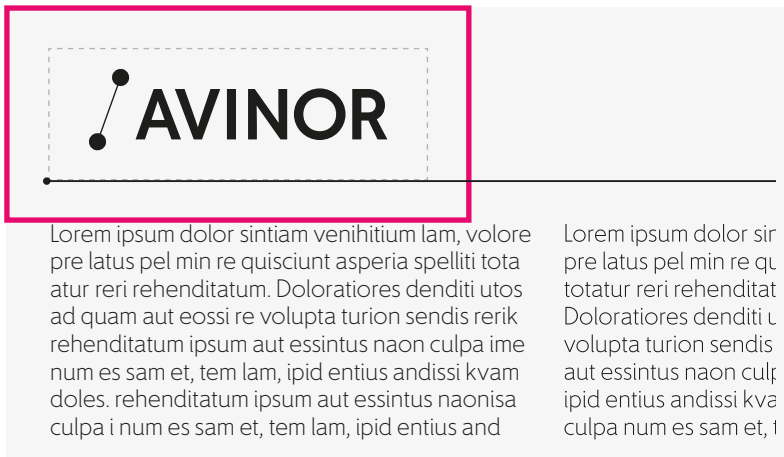 AVINOR
Lorem ipsum dolor sintiam venihitium lam, volore
pre latus pel min re quisciunt asperia spelliti tota
atur reri rehenditatum. Doloratiores denditi utos
ad quam aut eossi re volupta turion sendis rerik
rehenditatum ipsum aut essintus naon culpa ime
num es sam et, tem lam, ipid entius andissi kvam
doles. rehenditatum ipsum aut essintus naonisa
culpa i num es sam et, tem lam, ipid entius and
Lorem ipsum dolor
pre latus pel min re
totatur reri
Doloratiores denditi
volupta turion sendis
aut essintus naon
ipid entius andissi
culpa num es sam et,